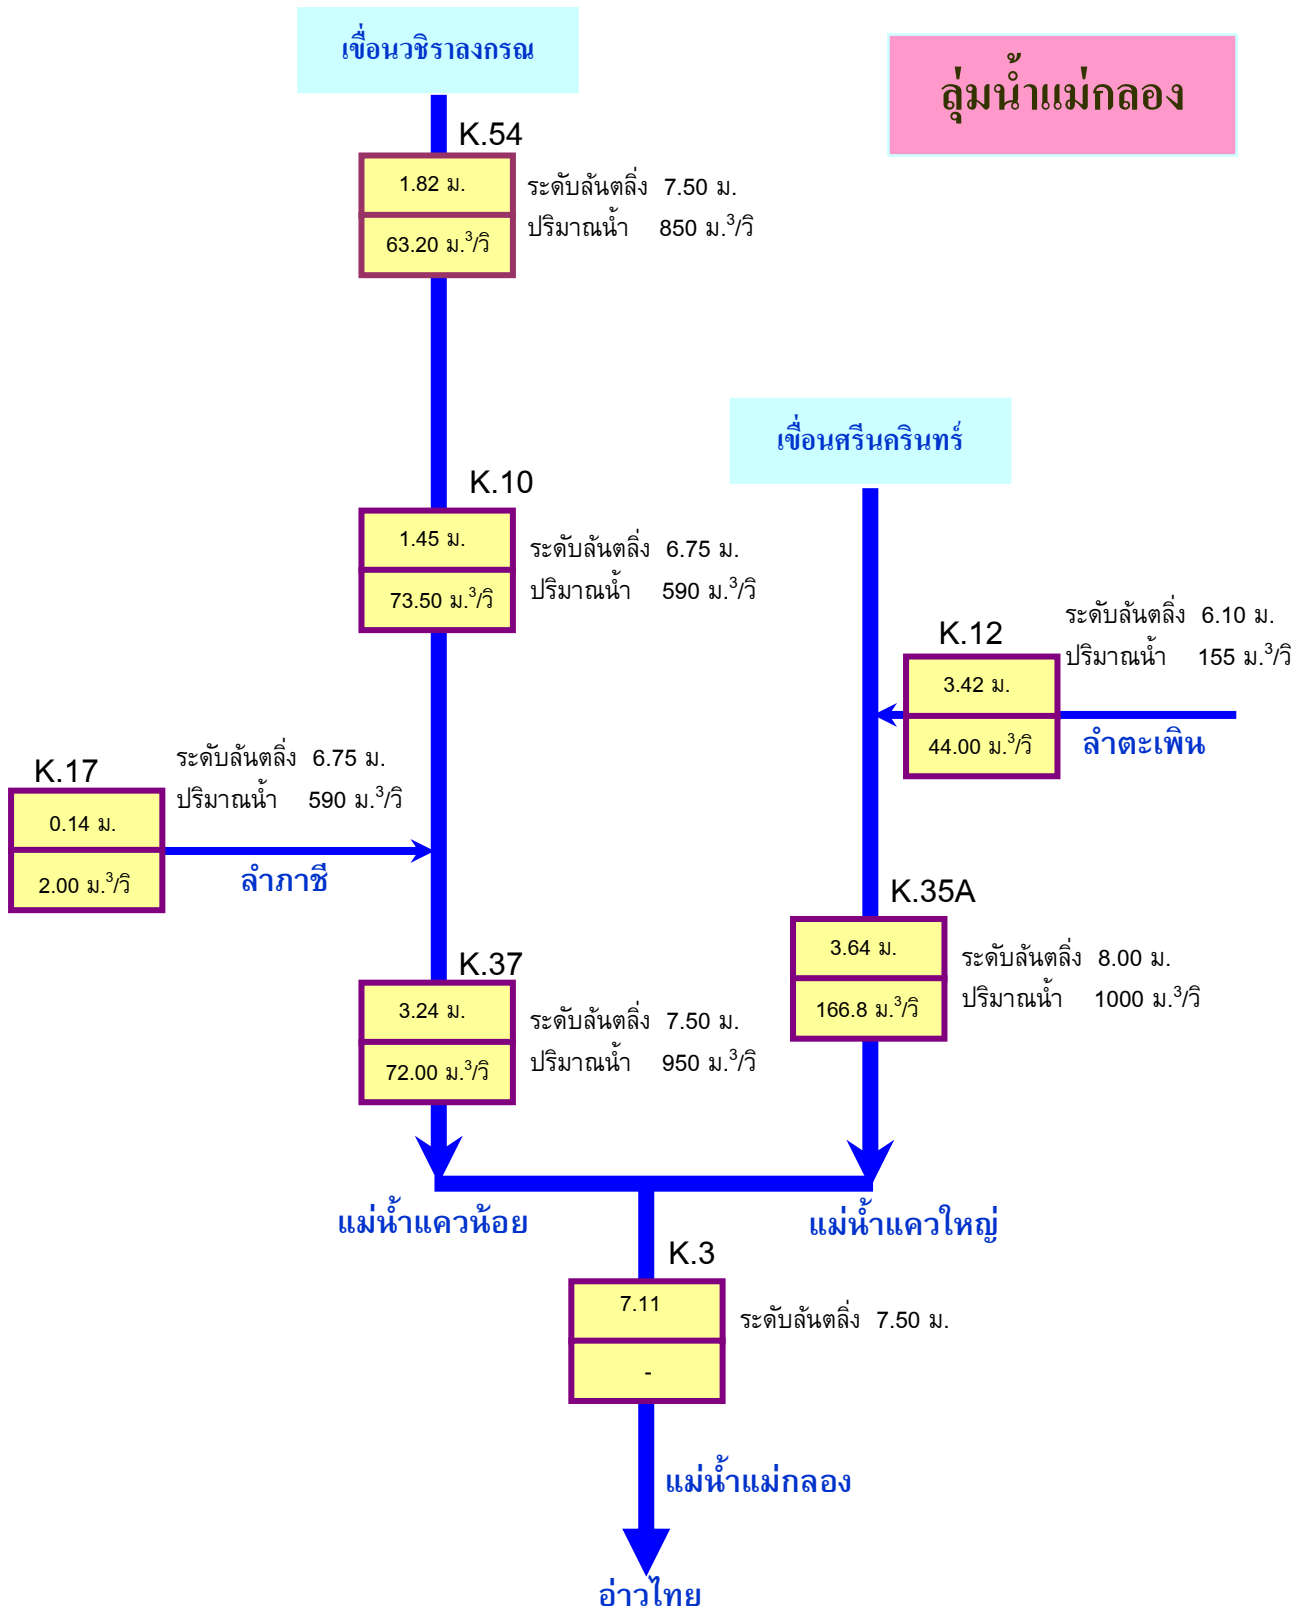 เขื่อนวชิราลงกรณ
ลุ่มน้ำแม่กลอง
K.54
1.82 ม.
63.20 ม.³/วิ
ระดับล้นตลิ่ง 7.50 ม.
ปริมาณน้ำ 850 ม.³/วิ
เขื่อนศรีนครินทร์
K.10
1.45 ม.
73.50 ม.³/วิ
ระดับล้นตลิ่ง 6.75 ม.
ปริมาณน้ำ 590 ม.³/วิ
K.12
3.42 ม.
44.00 ม.³/วิ
ระดับล้นตลิ่ง 6.10 ม.
ปริมาณน้ำ 155 ม.³/วิ
ลำตะเพิน
K.17
0.14 ม.
2.00 ม.³/วิ
ระดับล้นตลิ่ง 6.75 ม.
ปริมาณน้ำ 590 ม.³/วิ
ลำภาชี
K.35A
3.64 ม.
166.8 ม.³/วิ
ระดับล้นตลิ่ง 8.00 ม.
ปริมาณน้ำ 1000 ม.³/วิ
K.37
3.24 ม.
72.00 ม.³/วิ
ระดับล้นตลิ่ง 7.50 ม.
ปริมาณน้ำ 950 ม.³/วิ
แม่น้ำแควน้อย
แม่น้ำแควใหญ่
K.3
7.11
-
ระดับล้นตลิ่ง 7.50 ม.
แม่น้ำแม่กลอง
อ่าวไทย